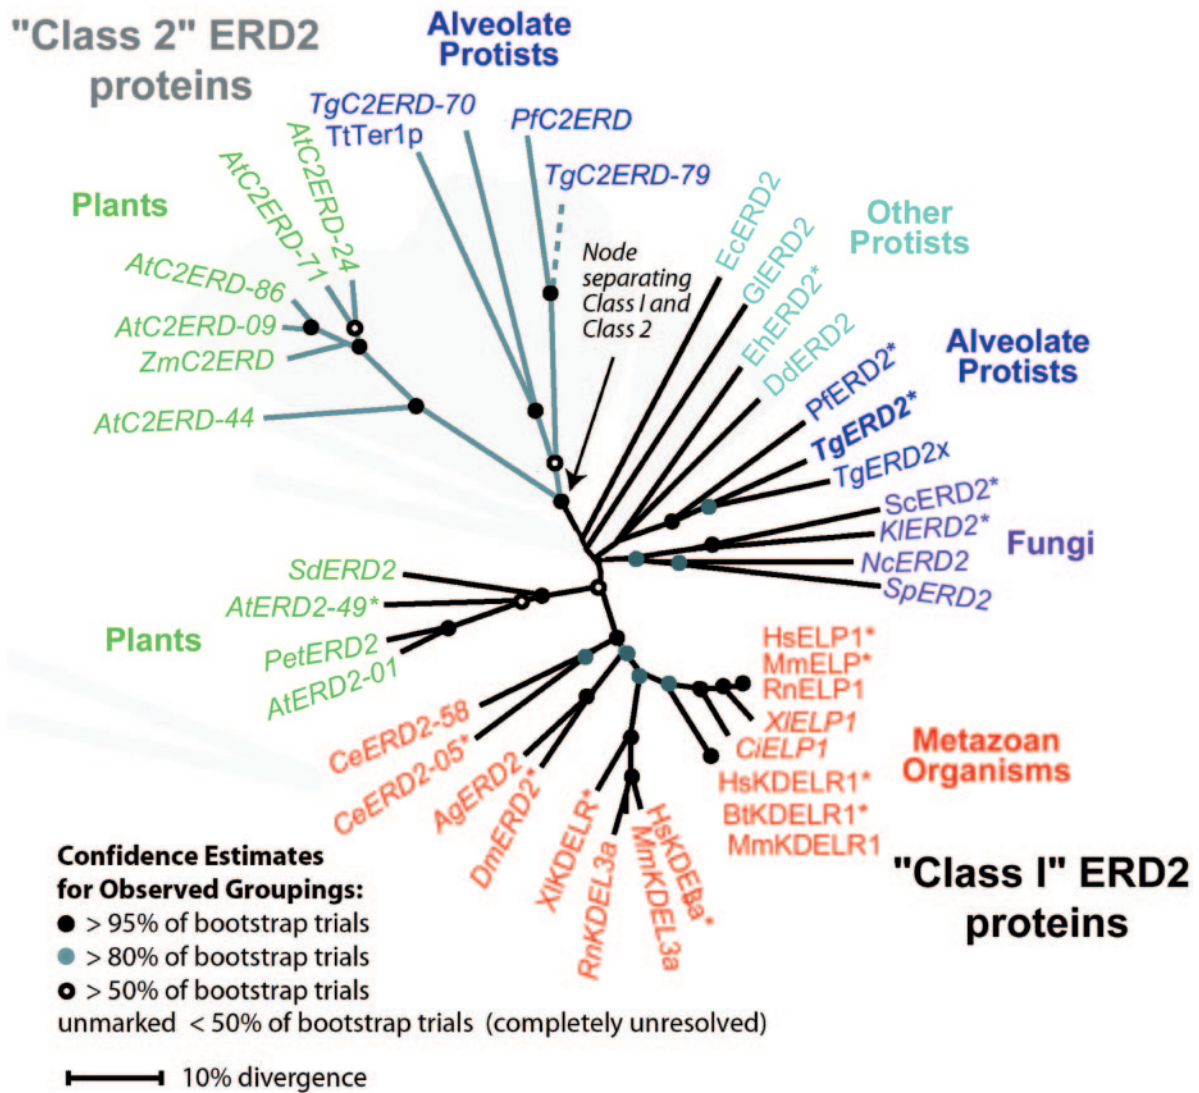 "Class 2" ERD2
proteins
Alveolate
Protists
TgC2ERD-70
TtTer1p
PfC2ERD
TgC2ERD-79
Plants
AtC2ERD-24
AtC2ERD-71
AtC2ERD-86
AtC2ERD-09
ZmC2ERD
AtC2ERD-44
Node
separating
Class I and
Class 2
EcERD2
GlERD2
EhERD2*
DdERD2
Other
Protists
Alveolate
Protists
PfERD2*
TgERD2*
TgERD2x
ScERD2*
KlERD2*
NcERD2
SpERD2
Fungi
SdERD2
AtERD2-49*
PetERD2
AtERD2-01
Plants
CeERD2-58
CeERD2-05*
AgERD2
DmERD2*
XlKDELR*
RnKDEL3a
MmKDEL3a
HsELP1*
MmELP*
RnELP1
XlELP1
CiELP1
HsKDELR1*
BtKDELR1*
MmKDELR1
Metazoan
Organisms
"Class I" ERD2
proteins
Confidence Estimates
for Observed Groupings:
> 95% of bootstrap trials
> 80% of bootstrap trials
> 50% of bootstrap trials
unmarked < 50% of bootstrap trials (completely unresolved)
10% divergence